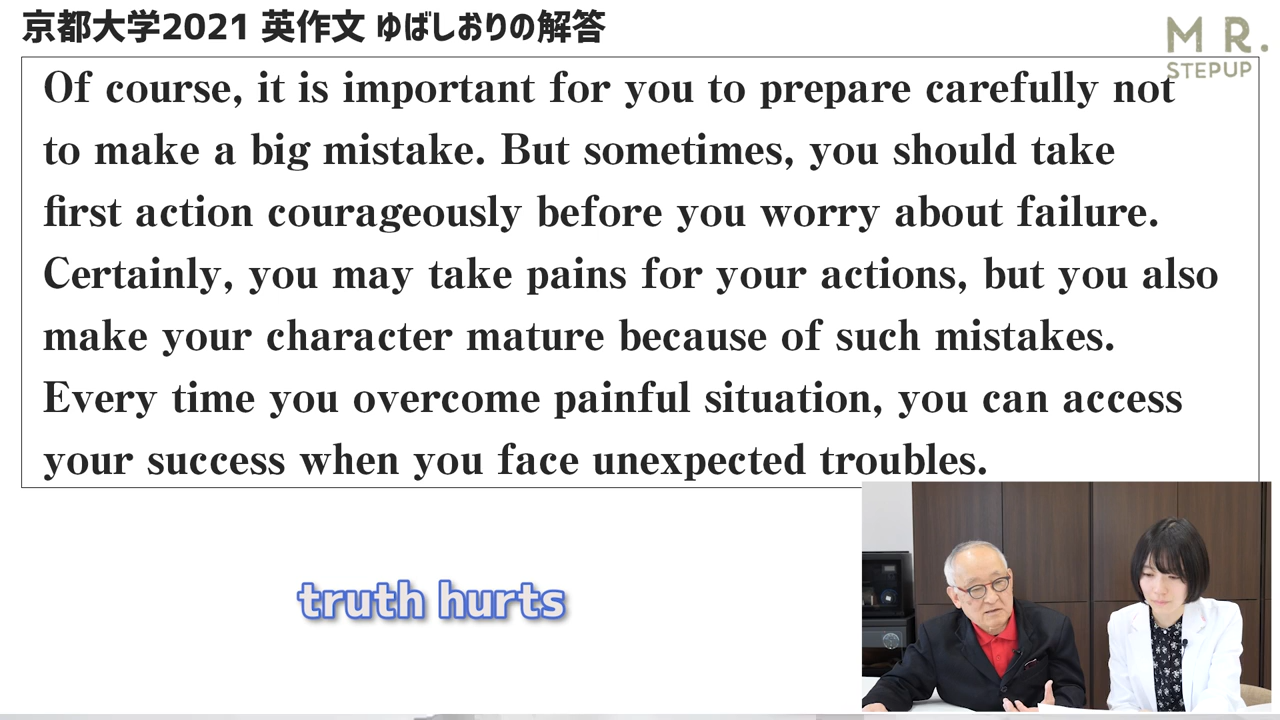 京都大学2021 英作文 ゆばしおりの解答
MR.
STEPUP
Of course, it is important for you to prepare carefully not
to make a big mistake. But sometimes, you should take
first action courageously before you worry about failure.
Certainly, you may take pains for your actions, but you also
make your character mature because of such mistakes.
Every time you overcome painful situation, you can access
your success when you face unexpected troubles.
truth hurts